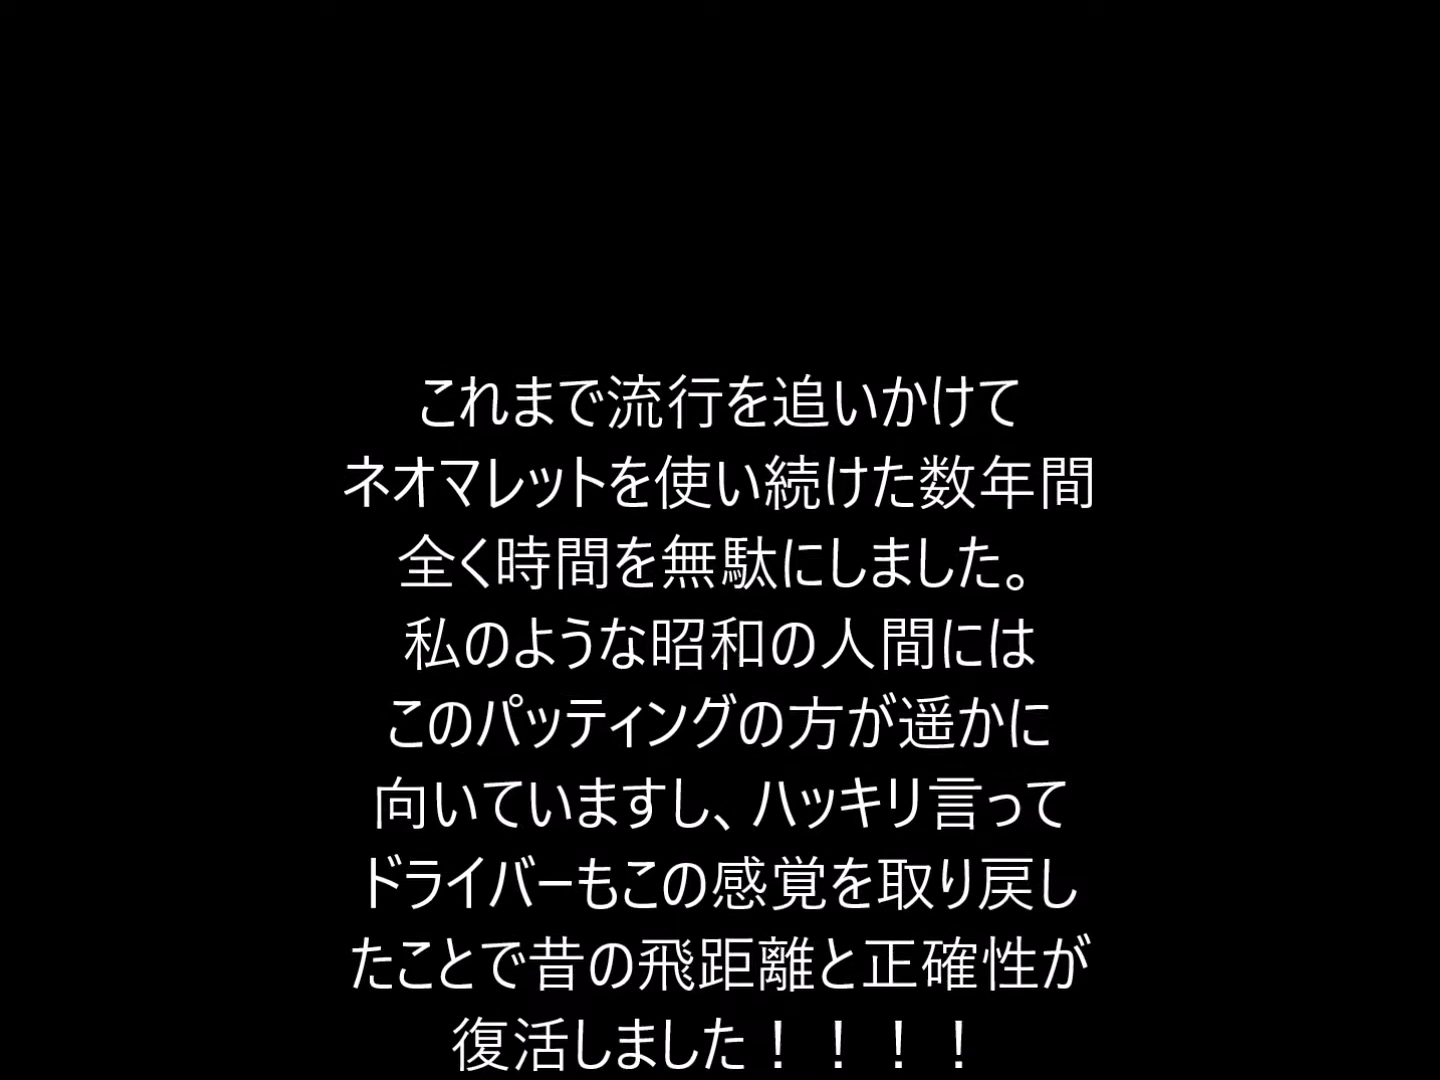 これまで流行を追いかけて
ネオマレットを使い続けた数年間
全く時間を無駄にしました。
私のような昭和の人間には
このパッティングの方が遥かに
向いていますし、ハッキリ言って
ドライバーもこの感覚を取り戻し
たことで昔の飛距離と正確性が
復活しました！！！！